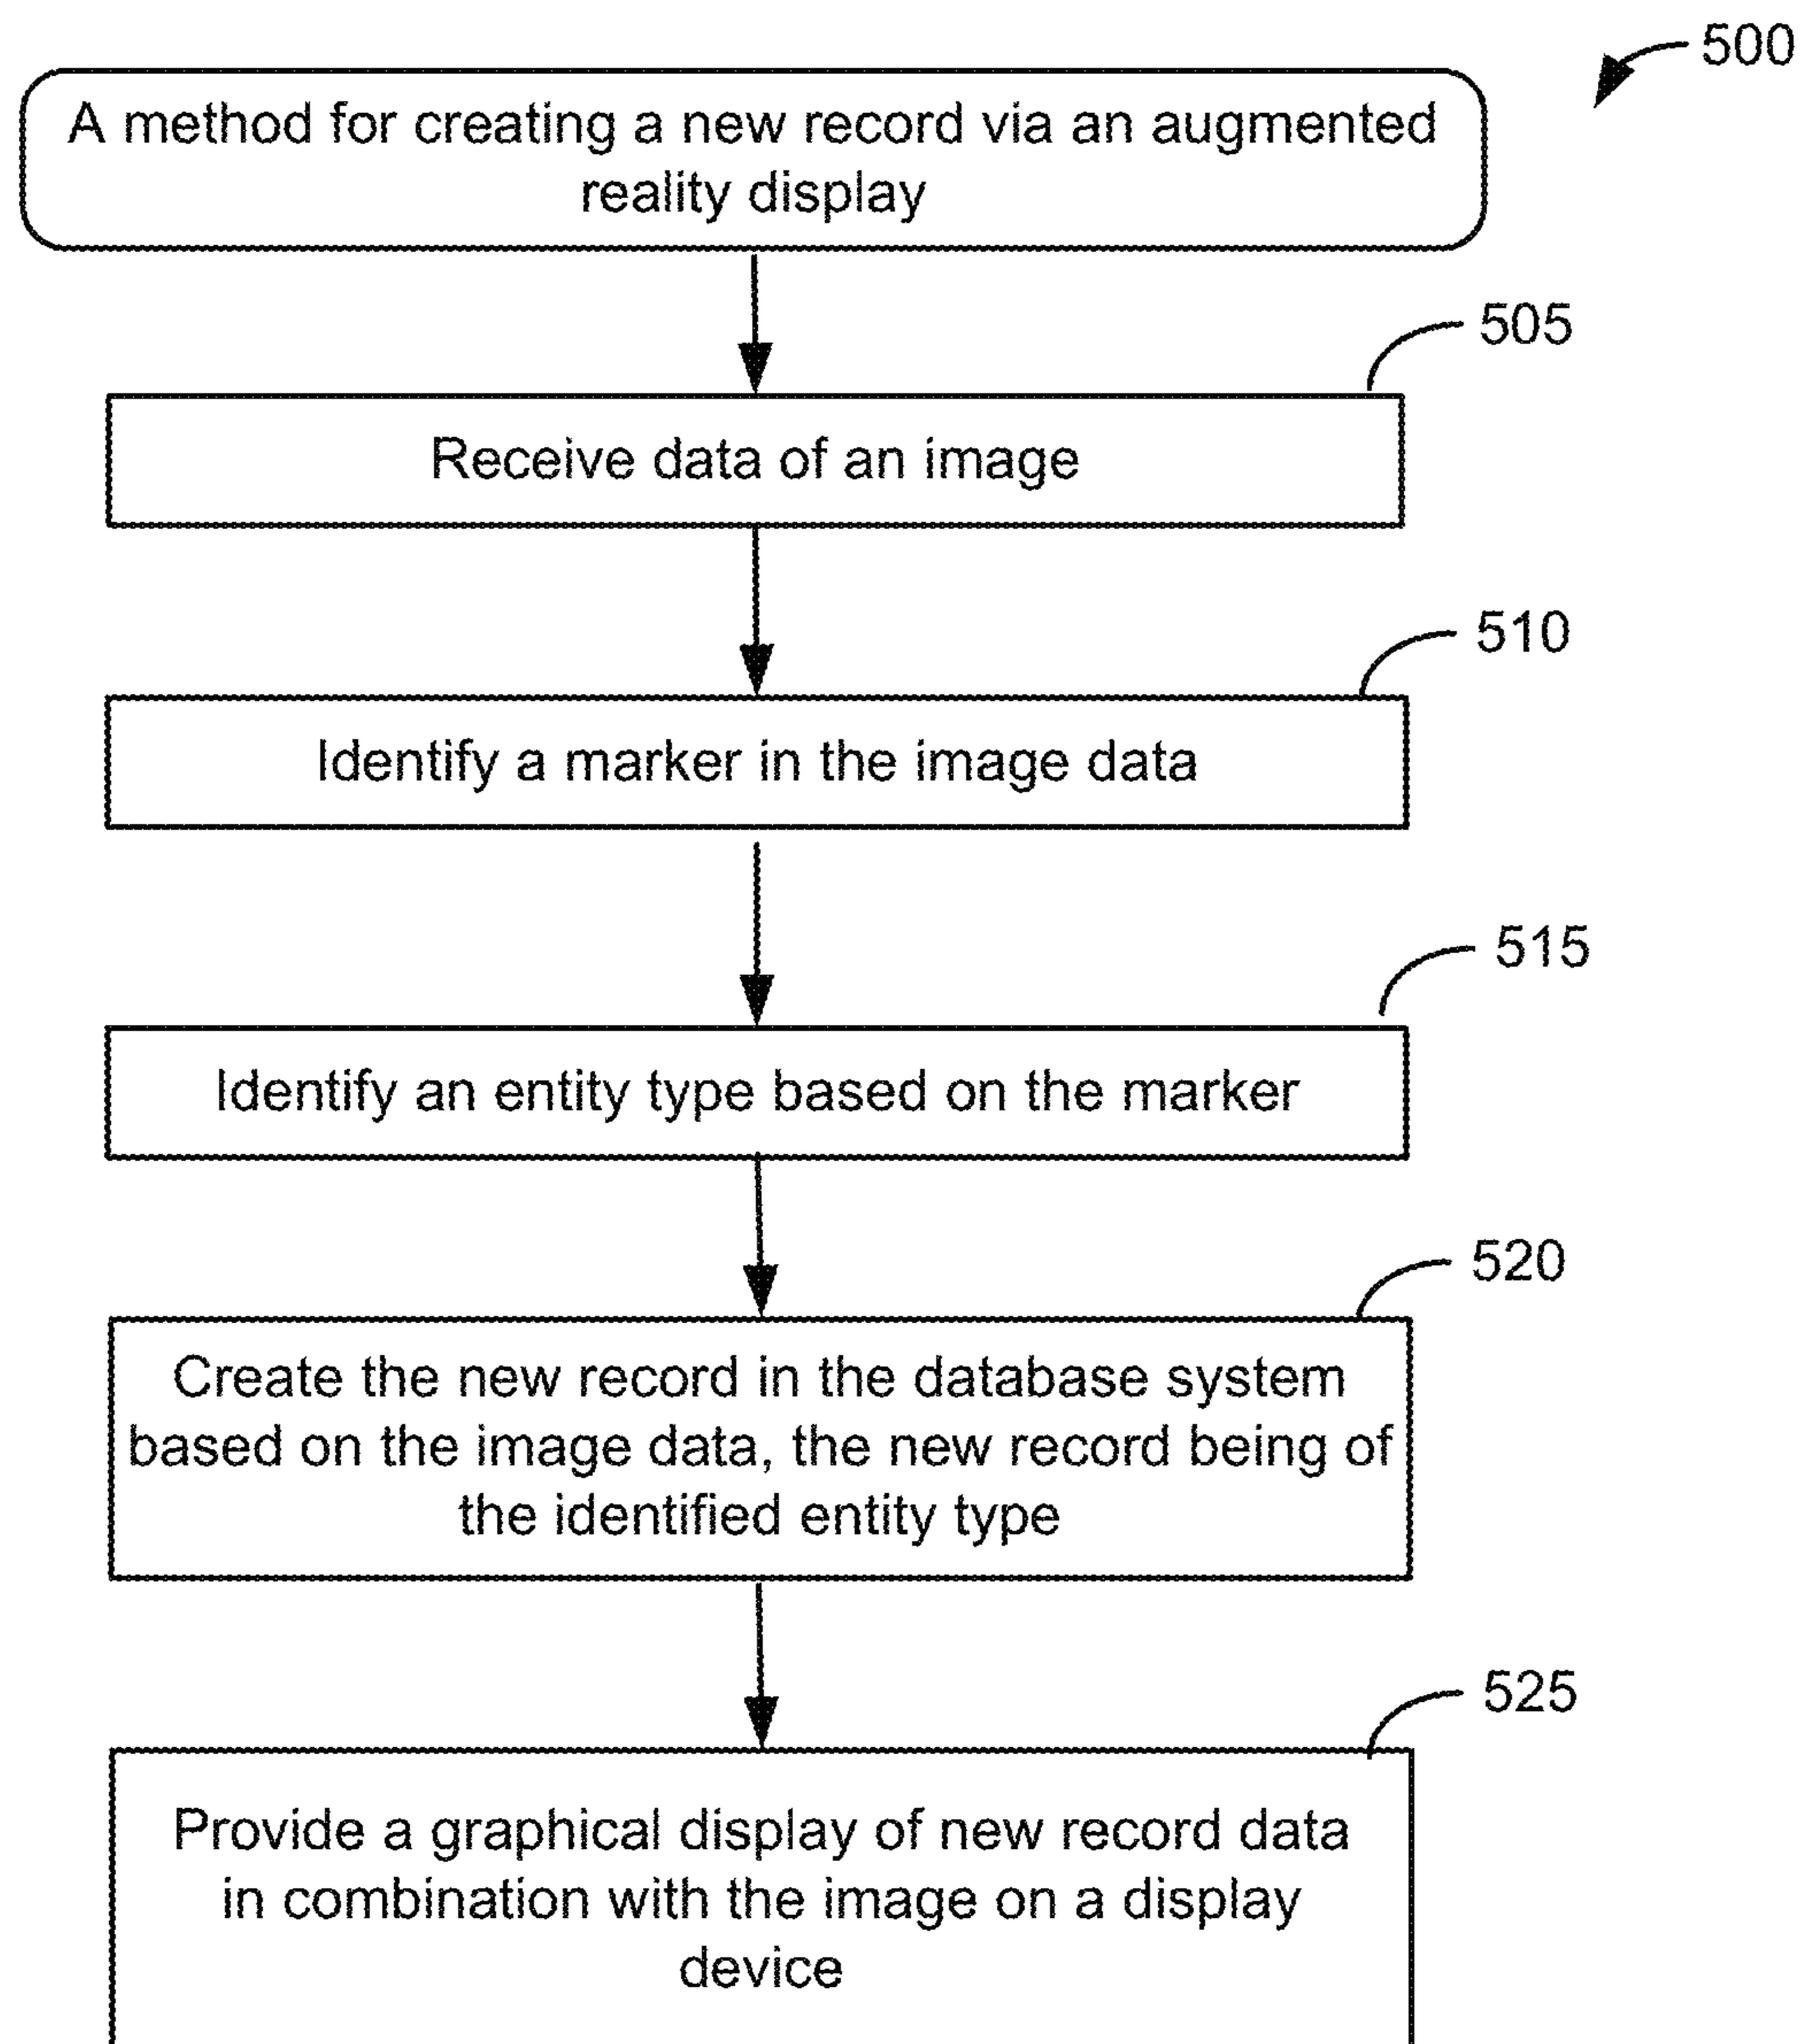 500
A method for creating a new record via an augmented
reality display
505
Receive data of an image
510
Identify a marker in the image data
515
Identify an entity type based on the marker
520
Create the new record in the database system
based on the image data, the new record being of
the identified entity type
525
Provide a graphical display of new record data
in combination with the image on a display
device